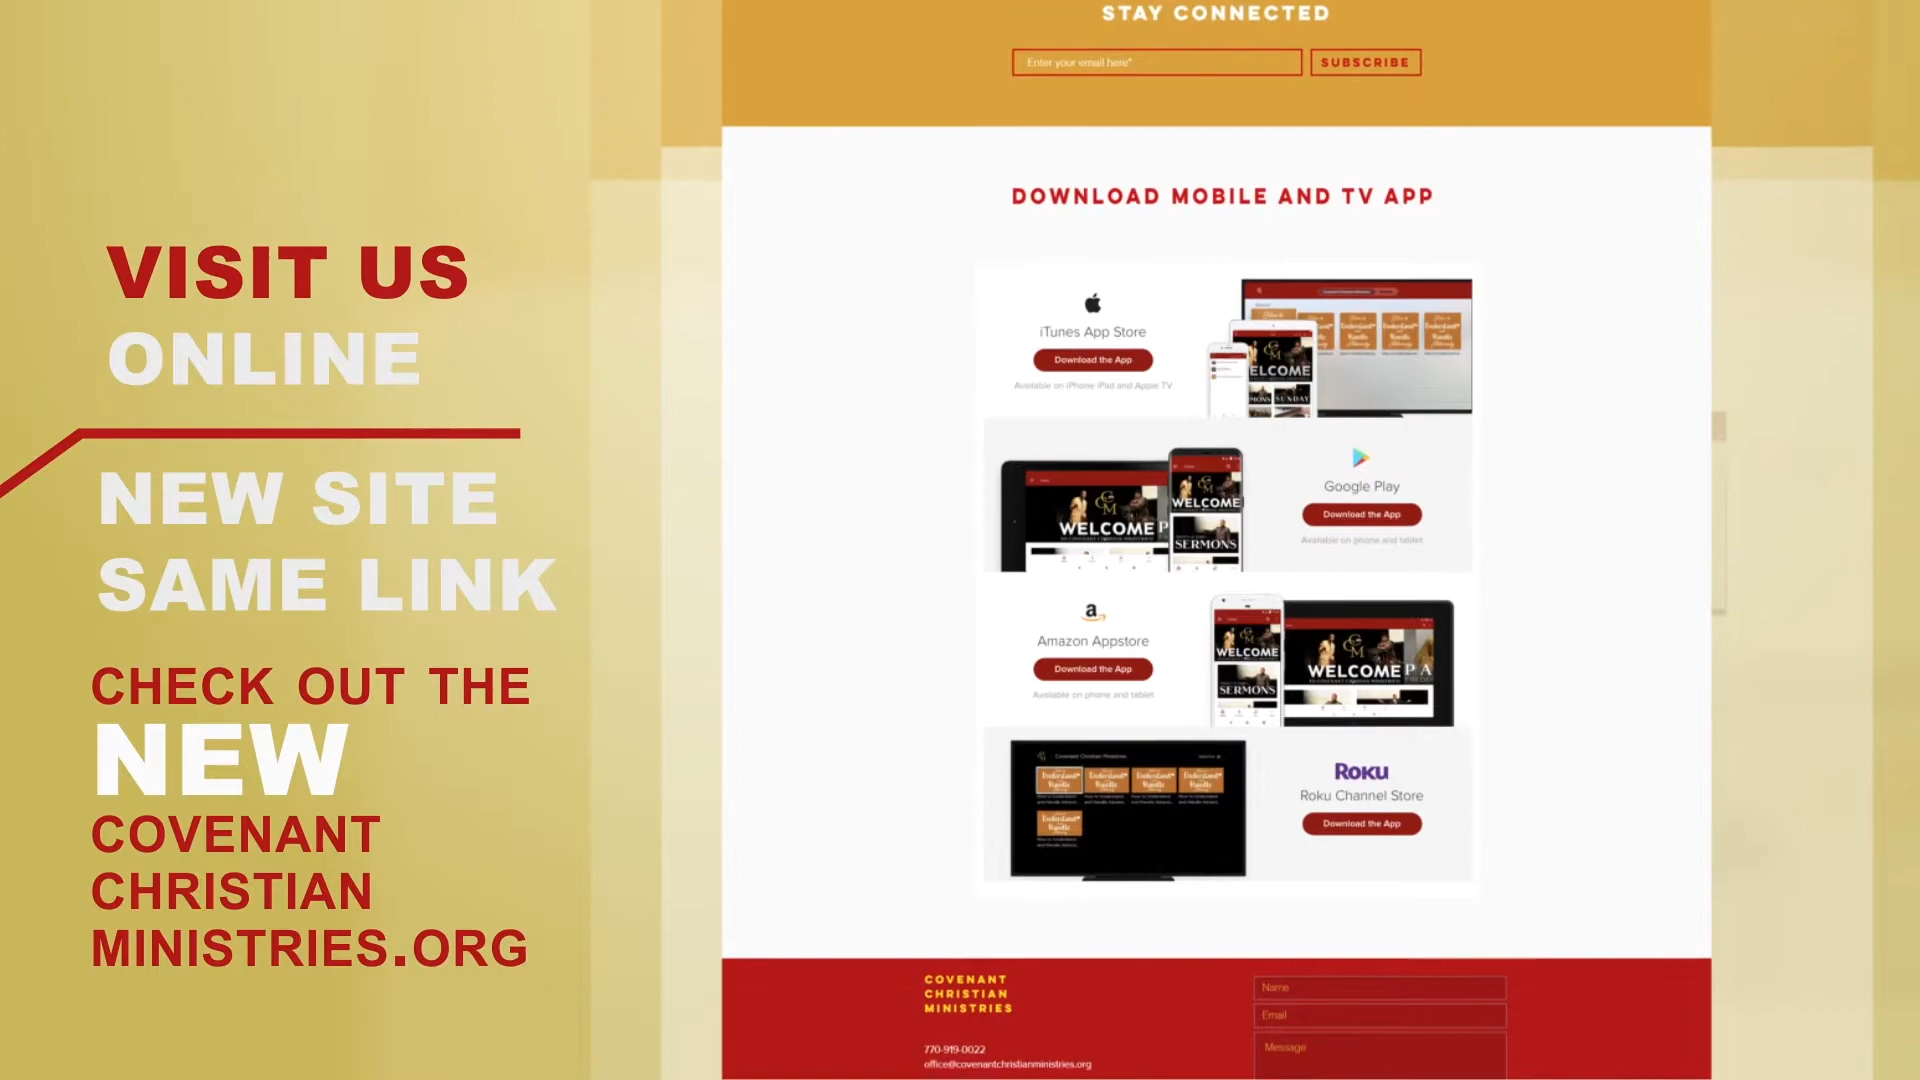 VISIT US
ONLINE
NEW SITE
SAME LINK
CHECK OUT THE
NEW
COVENANT
CHRISTIAN
MINISTRIES.ORG
STAY CONNECTED
Enter your email here*
SUBSCRIBE
DOWNLOAD MOBILE AND TV APP
iTunes App Store
Download the App
Available on iPhone iPad and Apple TV
WELCOME
SUNDAY
WELCOME
WELCOME
SERMONS
Google Play
Download the App
Available on phone and tablet
a
Amazon Appstore
Download the App
Available on phone and tablet
WELCOME
SERMONS
WELCOME
Covenant Christian Ministries
ROKU
Roku Channel Store
Download the App
COVENANT
CHRISTIAN
MINISTRIES
770-919-0022
office@covenantchristianministries.org
Name
Email
Message